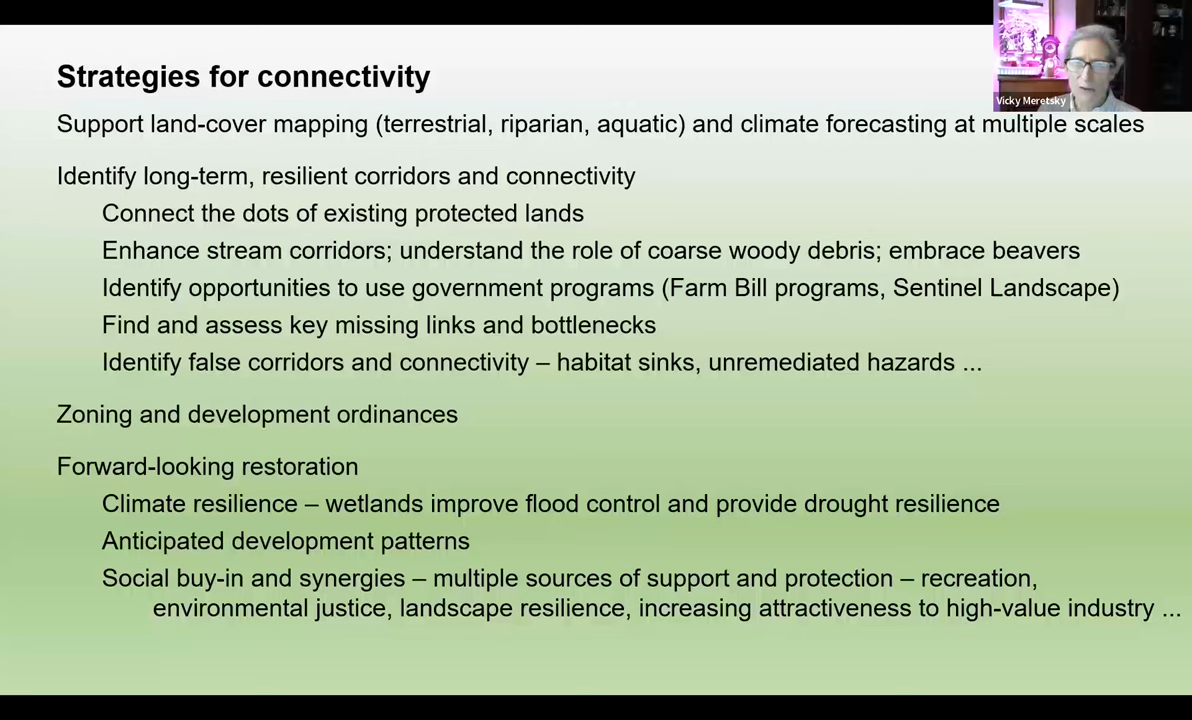 Vicky Meretsky
Strategies for connectivity
Support land-cover mapping (terrestrial, riparian, aquatic) and climate forecasting at multiple scales
Identify long-term, resilient corridors and connectivity
Connect the dots of existing protected lands
Enhance stream corridors; understand the role of coarse woody debris; embrace beavers
Identify opportunities to use government programs (Farm Bill programs, Sentinel Landscape)
Find and assess key missing links and bottlenecks
Identify false corridors and connectivity – habitat sinks, unremediated hazards ...
Zoning and development ordinances
Forward-looking restoration
Climate resilience – wetlands improve flood control and provide drought resilience
Anticipated development patterns
Social buy-in and synergies – multiple sources of support and protection – recreation,
environmental justice, landscape resilience, increasing attractiveness to high-value industry ...